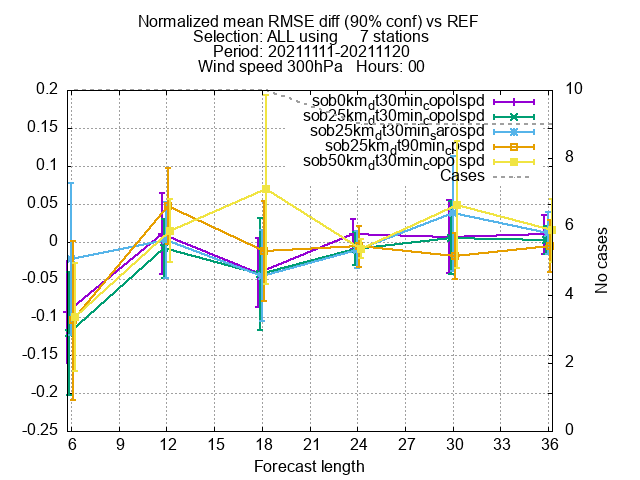 Normalized mean RMSE diff (90% conf) vs REF
Selection: ALL using 7 stations
Period: 20211111-20211120
Wind speed 300hPa Hours: 00
sob0km_dt30min_copolspd
sob25km_dt30min_copolspd
sob25km_dt30min_sarospd
sob25km_dt90min_crspd
sob50km_dt30min_copolspd
Cases
0.2
0.15
0.1
0.05
0
-0.05
-0.1
-0.15
-0.2
-0.25
10
8
6
4
2
0
No cases
6 9 12 15 18 21 24 27 30 33 36
Forecast length